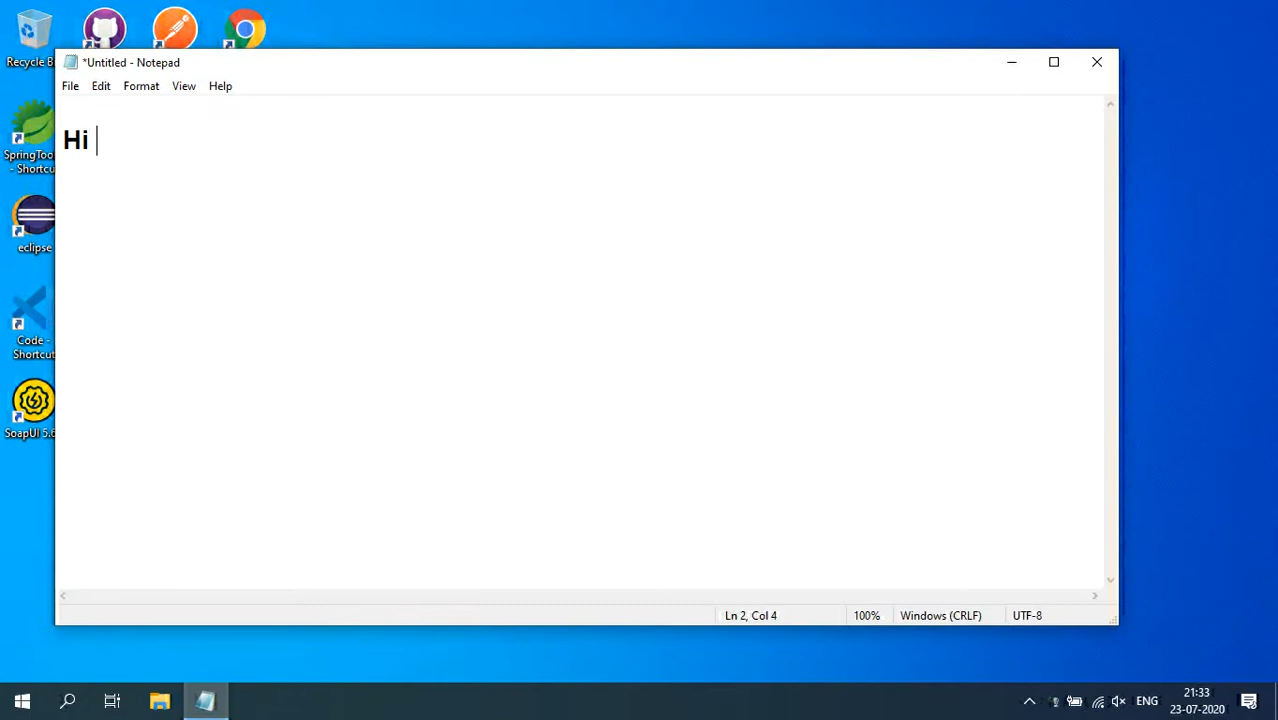 Recycle B
*Untitled - Notepad
File Edit Format View Help
Hi
SpringToo
- Shortcu
eclipse
Code -
Shortcut
SoapUI 5.6
Ln 2, Col 4 100% Windows (CRLF) UTF-8
ENG
21:33
23-07-2020